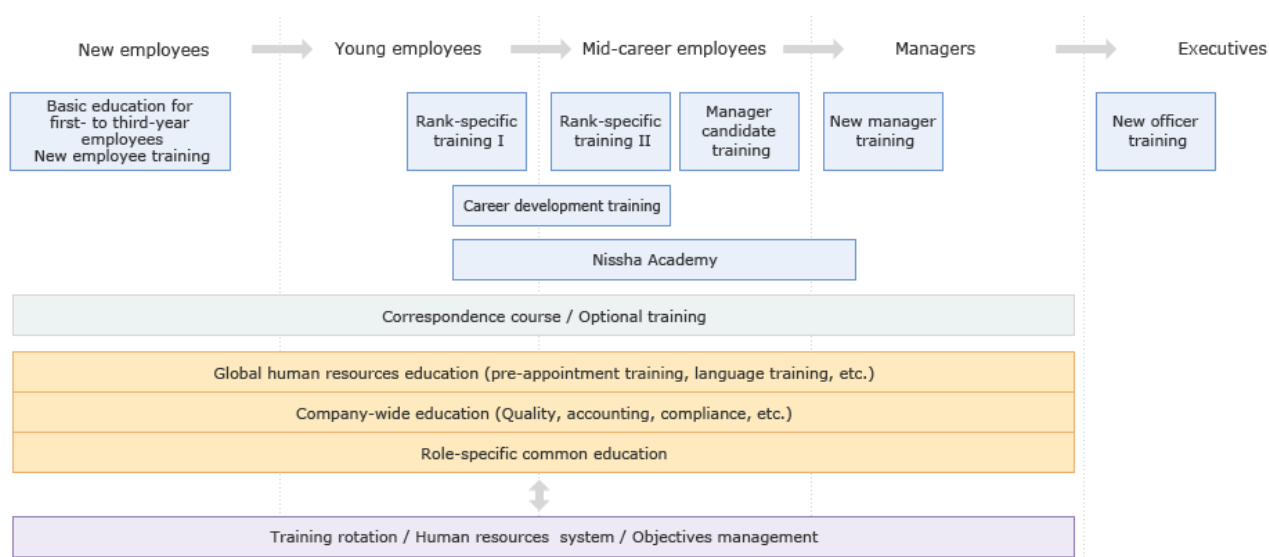 New employees
Young employees
Mid-career employees
Managers
Executives
Basic education for
first- to third-year
employees
New employee training
Rank-specific
training I
Rank-specific
training II
Manager
candidate
training
New manager
training
New officer
training
Career development training
Nissha Academy
Correspondence course / Optional training
Global human resources education (pre-appointment training, language training, etc.)
Company-wide education (Quality, accounting, compliance, etc.)
Role-specific common education
Training rotation / Human resources system / Objectives management